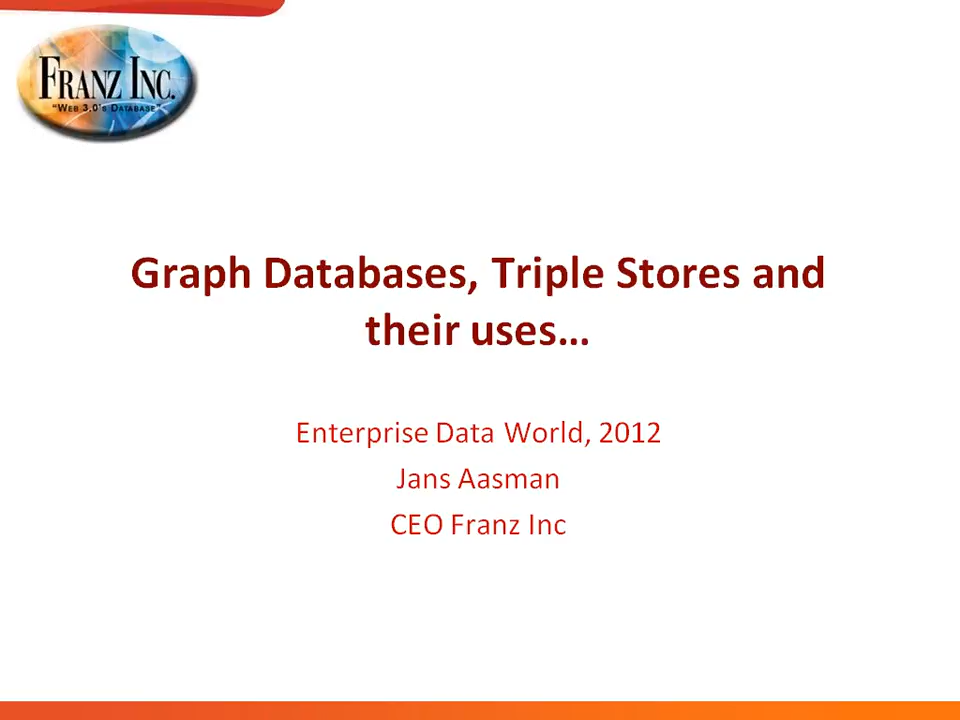 FRANZ INC.
"WEB 3.0'S DATABASE"
Graph Databases, Triple Stores and
their uses...
Enterprise Data World, 2012
Jans Aasman
CEO Franz Inc